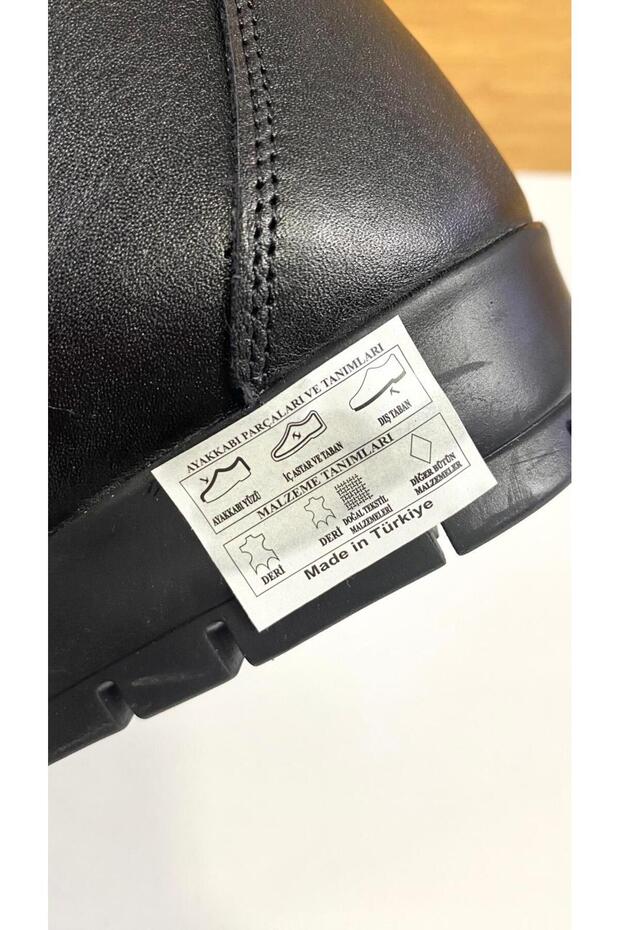 AYAKKABI PARÇALARI VE TANIMLARI
AYAKKABI YÜZÜ
İÇ ASTAR VE TABAN
DIŞ TABAN
MALZEME TANIMLARI
DERİ
DERİ
DOĞAL TEKSTİL
MALZEMELERİ
DİĞER BÜTÜN
MALZEMELER
Made in Türkiye